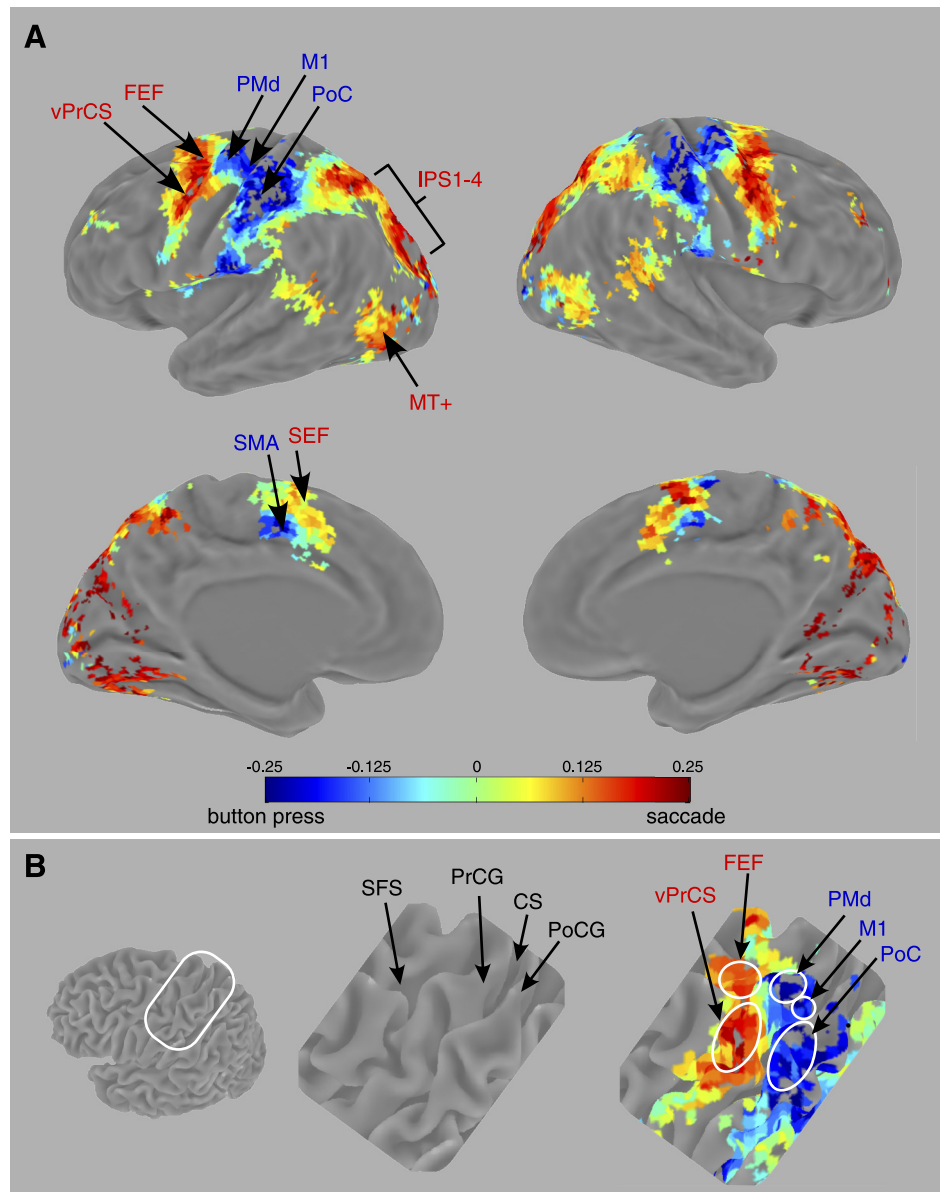 A
M1
PMd
FEF
PoC
vPrCS
IPS1-4
MT+
SMA SEF
-0.25 -0.125 0 0.125 0.25
button press saccade
B
FEF
PrCG
SFS
vPrCS
PMd
CS
M1
PoCG
PoC